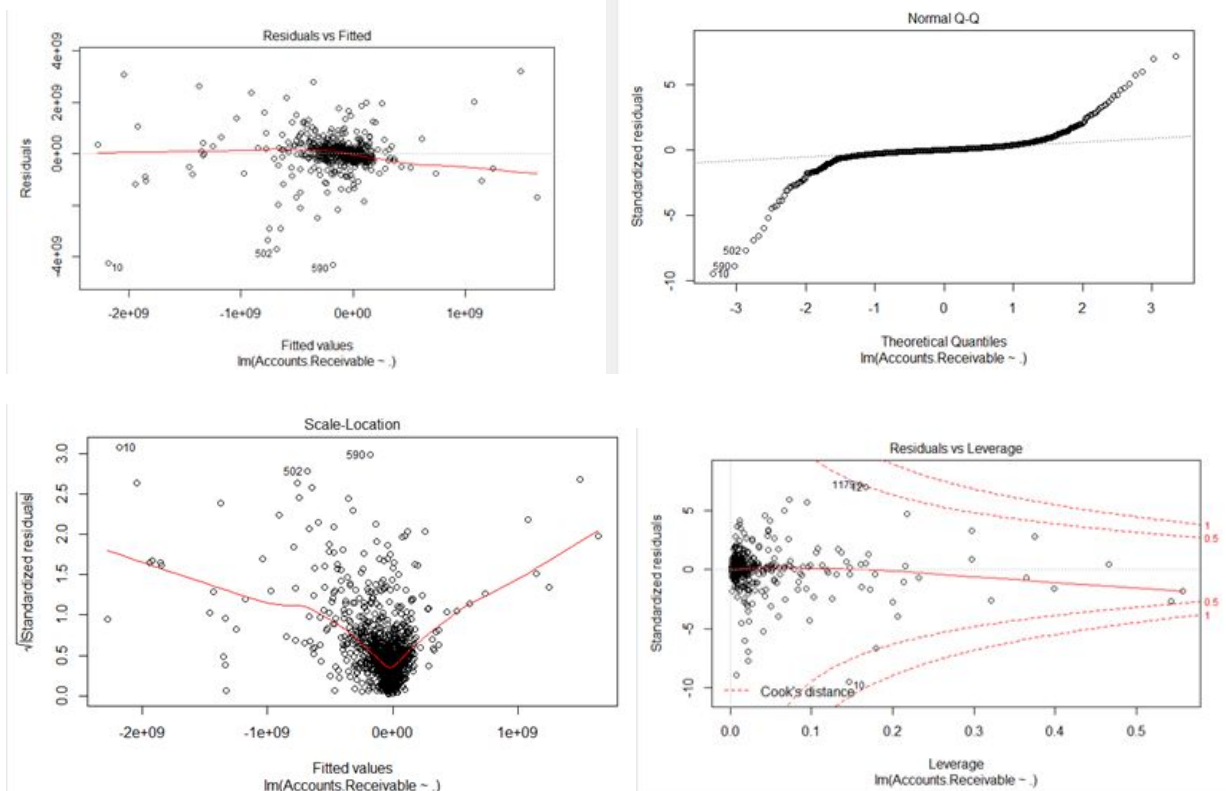 Residuals vs Fitted
Residuals
4e+09
2e+09
0e+00
-4e+09
10
502
590
-2e+09 -1e+09 0e+00 1e+09
Fitted values
lm(Accounts.Receivable ~ .)
Normal Q-Q
Standardized residuals
5
0
-5
-10
502
590
10
-3 -2 -1 0 1 2 3
Theoretical Quantiles
lm(Accounts.Receivable ~ .)
Scale-Location
√|Standardized residuals|
3.0
2.5
2.0
1.5
1.0
0.5
0.0
10
502
590
-2e+09 -1e+09 0e+00 1e+09
Fitted values
lm(Accounts.Receivable ~ .)
Residuals vs Leverage
Standardized residuals
5
0
-5
-10
10
1
0.5
0.5
1
Cook's distance
0.0 0.1 0.2 0.3 0.4 0.5
Leverage
lm(Accounts.Receivable ~ .)